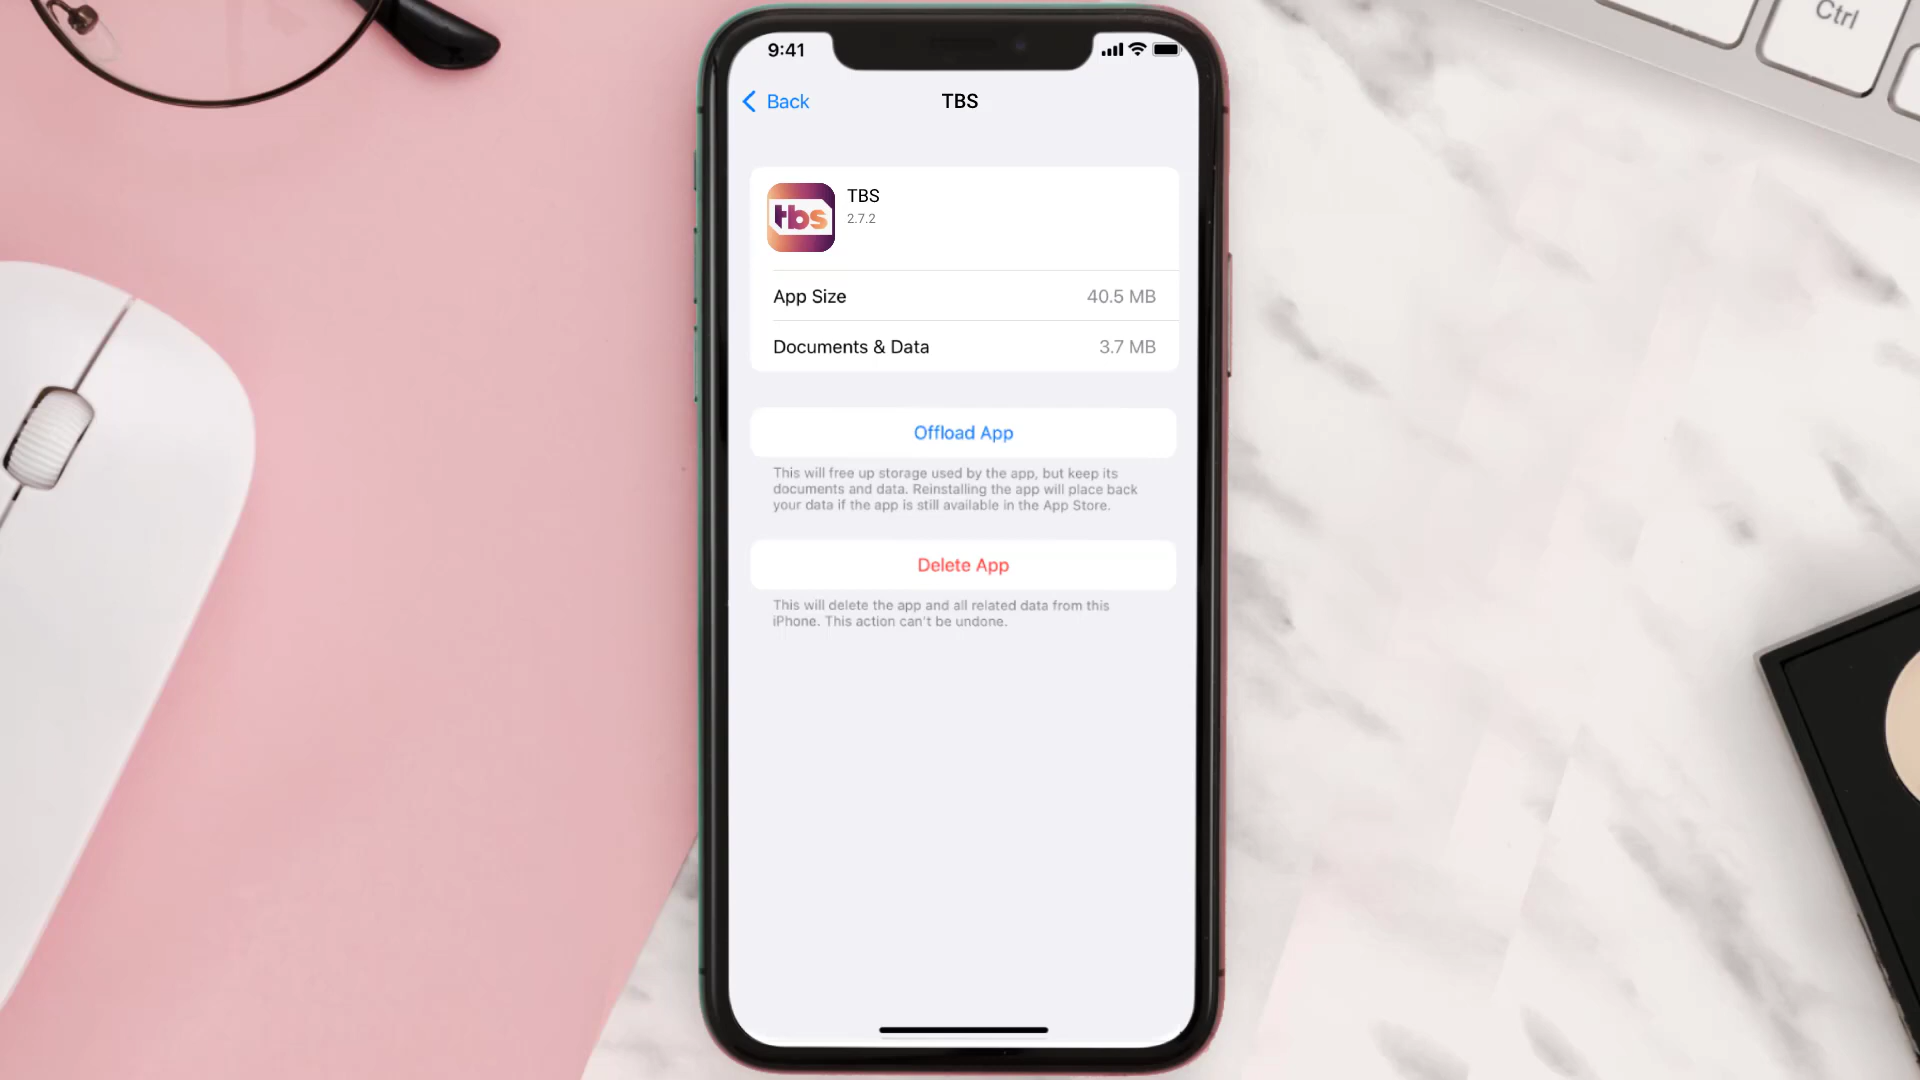 Ctrl
9:41
Back
TBS
tbs
TBS
2.7.2
App Size
40.5 MB
Documents & Data
3.7 MB
Offload App
This will free up storage used by the app, but keep its
documents and data. Reinstalling the app will place back
your data if the app is still available in the App Store.
Delete App
This will delete the app and all related data from this
iPhone. This action can't be undone.